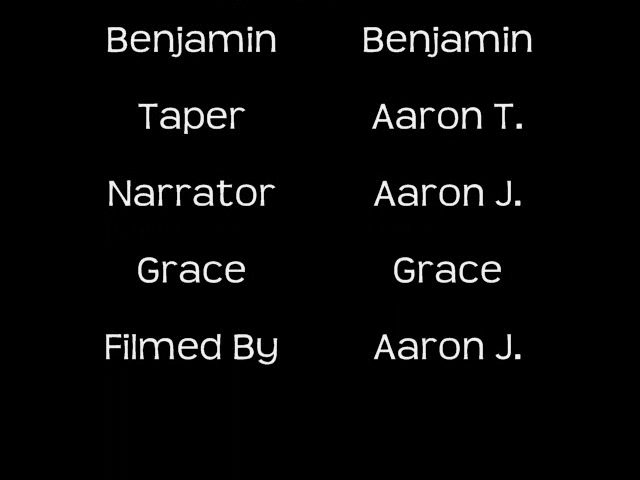 Benjamin Benjamin
Taper Aaron T.
Narrator Aaron J.
Grace Grace
Filmed By Aaron J.